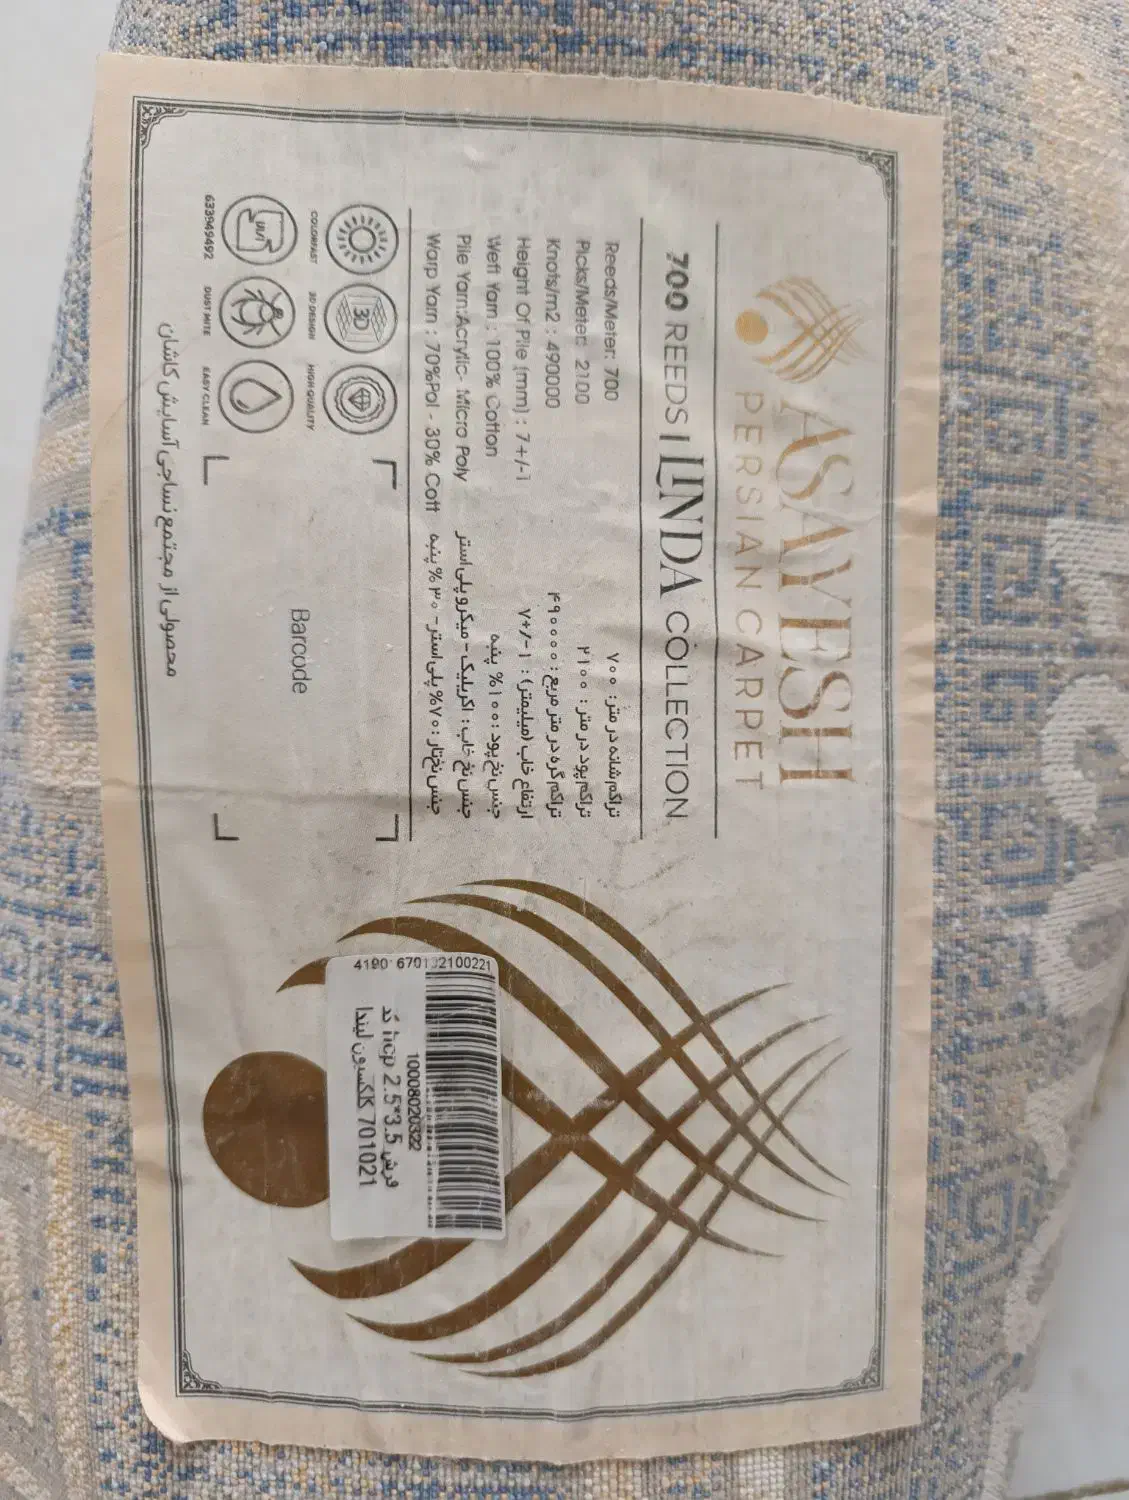 ASAYESH
PERSIAN CARPET
700 REEDS | LINDA COLLECTION
Reeds/Meter: 700
تراکم شانه در متر: ۷۰۰
Picks/Meter: 2100
تراکم پود در متر: ۲۱۰۰
Knots/m2 : 490000
تراکم گره در متر مربع: ۴۹۰۰۰۰
Height Of Pile (mm) : 7+/-1
ارتفاع خاب (میلیمتر) : ۷+/-۱
Weft Yarn : 100% Cotton
جنس نخ پود: ۱۰۰% پنبه
Pile Yarn:Acrylic- Micro Poly
جنس نخ خاب: اکریلیک - میکرو پلی استر
Warp Yarn : 70%Pol - 30% Cott
جنس نخ تار: ۷۰% پلی استر- ۳۰% پنبه
3D
COLORFAST 3D DESIGN HIGH QUALITY
Barcode
633949492 DUST MITE EASY CLEAN
محصولی از مجتمع نساجی آسایش کاشان
10008020322
فرش 3.5*2.5 hcp کد
701021 کلکسیون لیندا